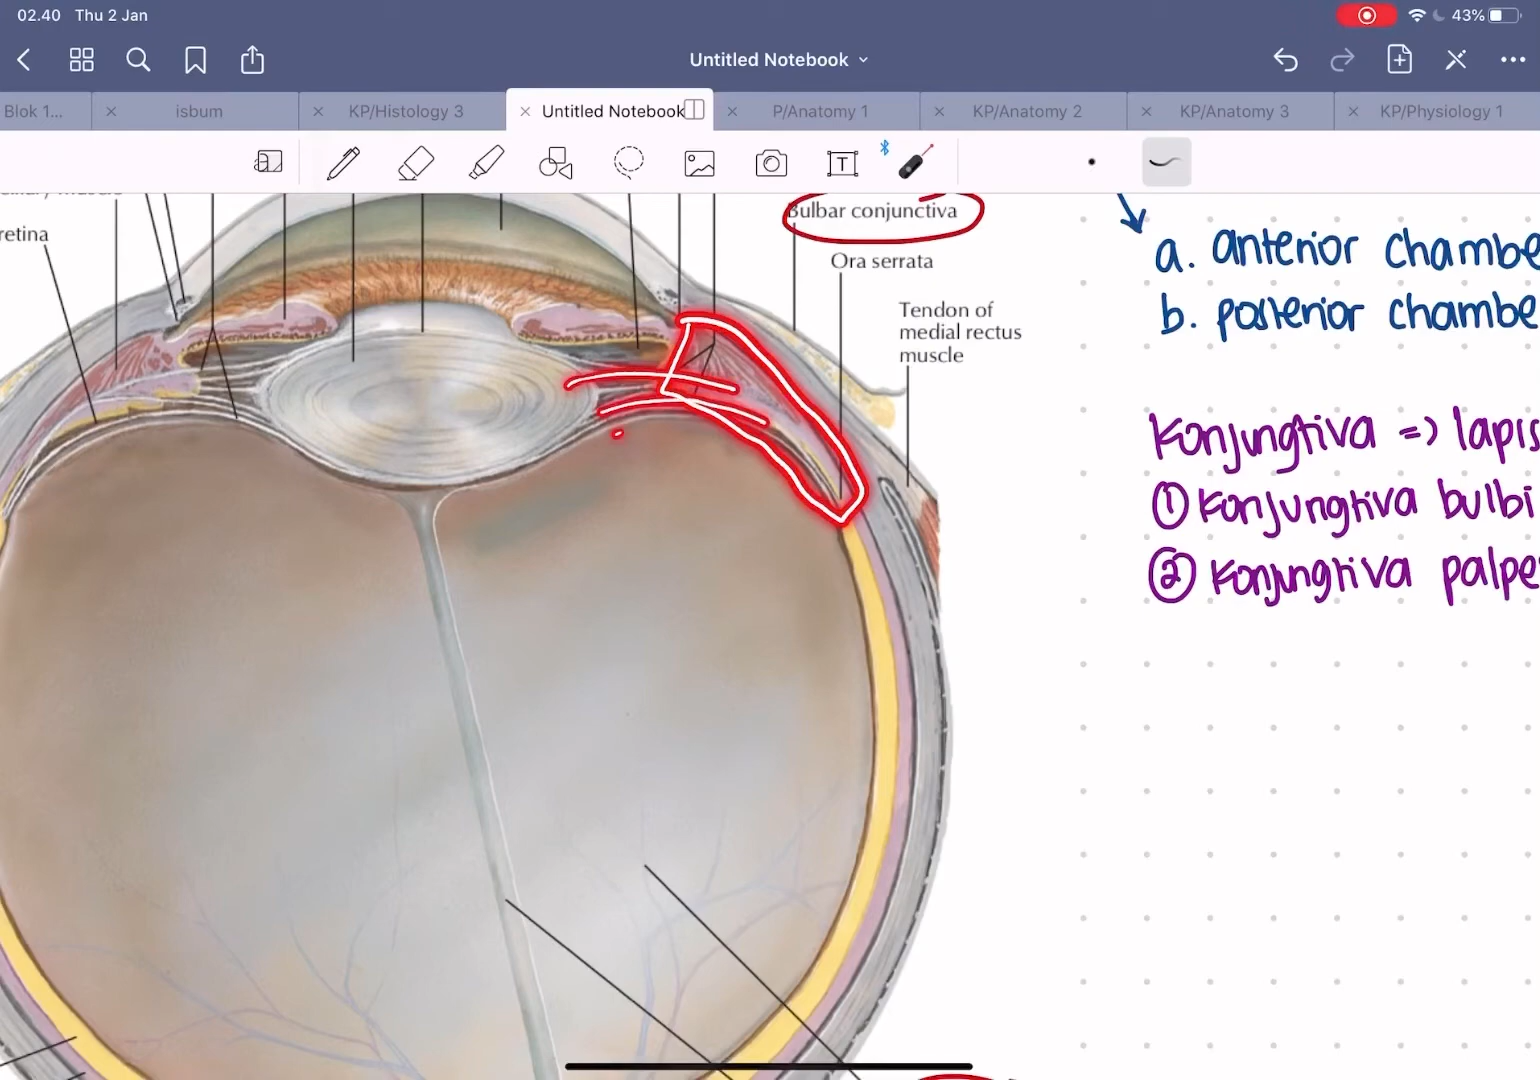 02.40 Thu 2 Jan
43%
Untitled Notebook
Blok 1...
isbum
KP/Histology 3
Untitled Notebook
P/Anatomy 1
KP/Anatomy 2
KP/Anatomy 3
KP/Physiology 1
T
retina
Bulbar conjunctiva
Ora serrata
Tendon of
medial rectus
muscle
a. anterior chambe
b. posterior chambe
Konjungtiva => lapis
① Konjungtiva bulbi
② Konjungtiva palpe